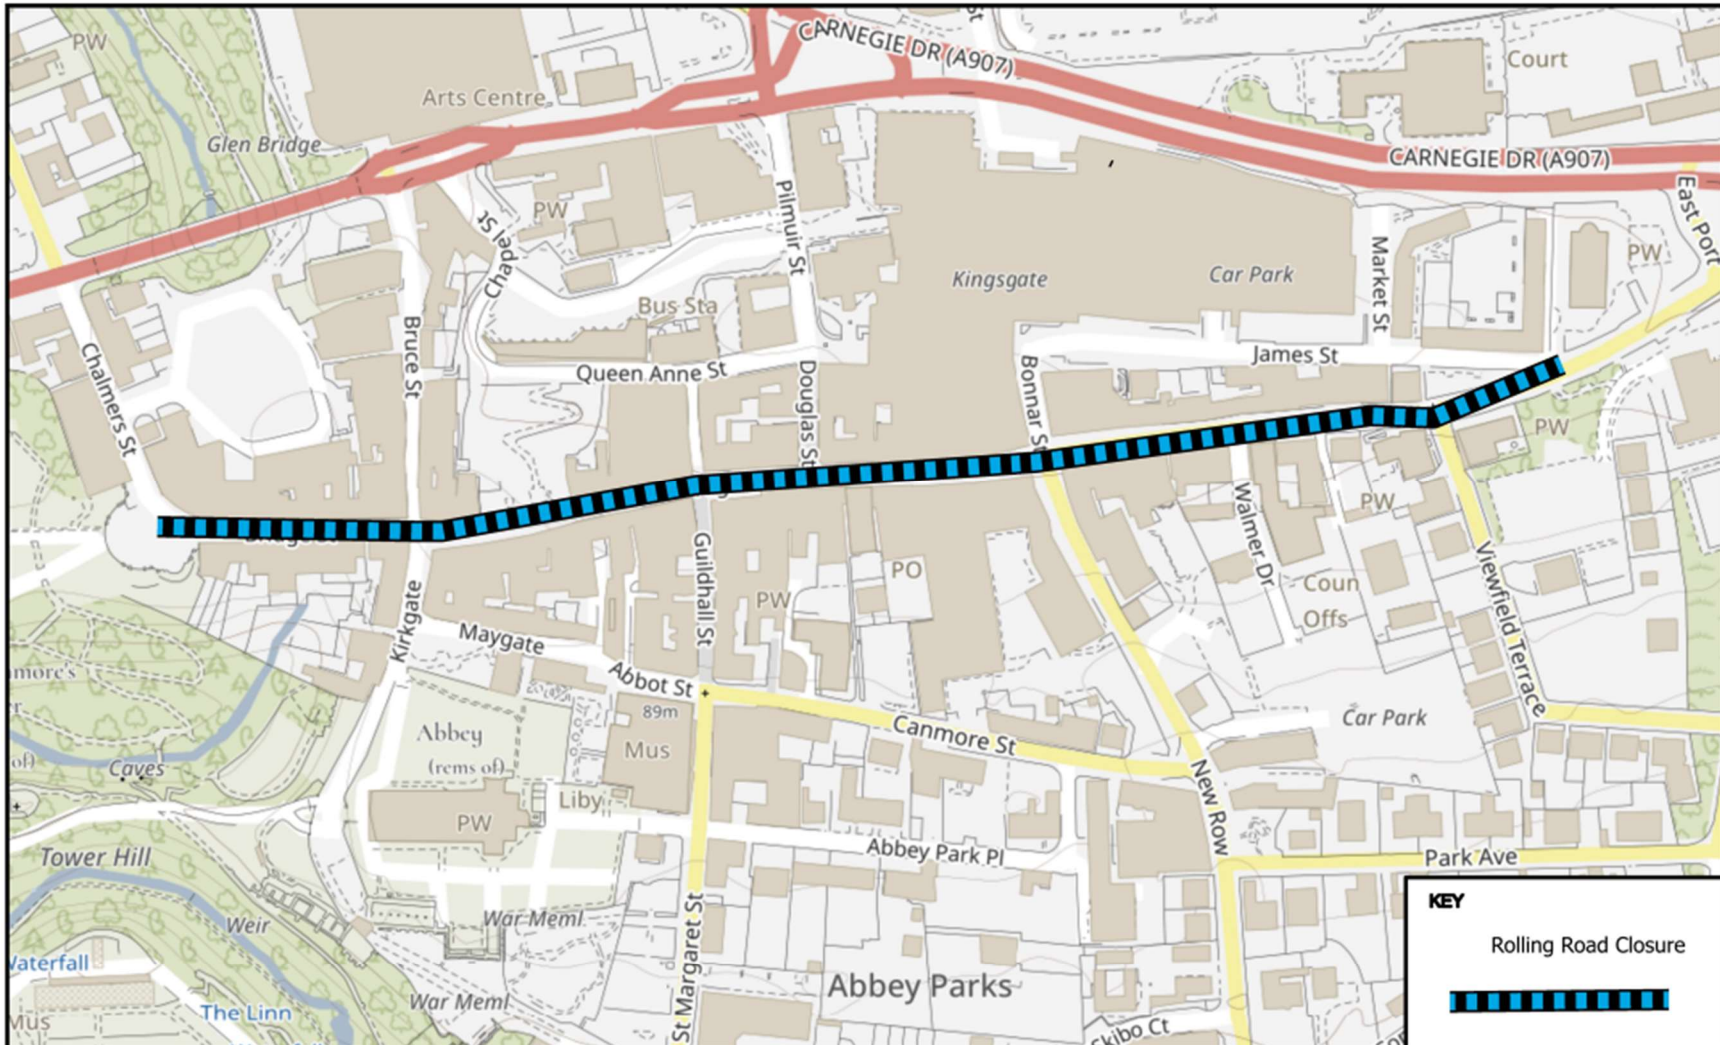 St
CARNEGIE DR (A907)
PW
Court
Arts Centre
Glen Bridge
CARNEGIE DR (A907)
East Port
Pilmuir St
PW
Chapel St
PW
Market St
Kingsgate
Car Park
Bus Sta
Bruce St
Chalmers St
James St
Queen Anne St
Douglas St
Bonnar St
PW
PW
Walmer Dr
Guildhall St
PO
Coun
Offs
PW
Viewfield Terrace
Kirkgate
Maygate
Abbot St
89m
Canmore St
Car Park
Abbey
(rems of)
Mus
Caves
Liby
PW
New Row
Tower Hill
Abbey Park Pl
Park Ave
KEY
Rolling Road Closure
War Meml
Weir
St Margaret St
Waterfall
Abbey Parks
War Meml
The Linn
Mus
Skibo Ct